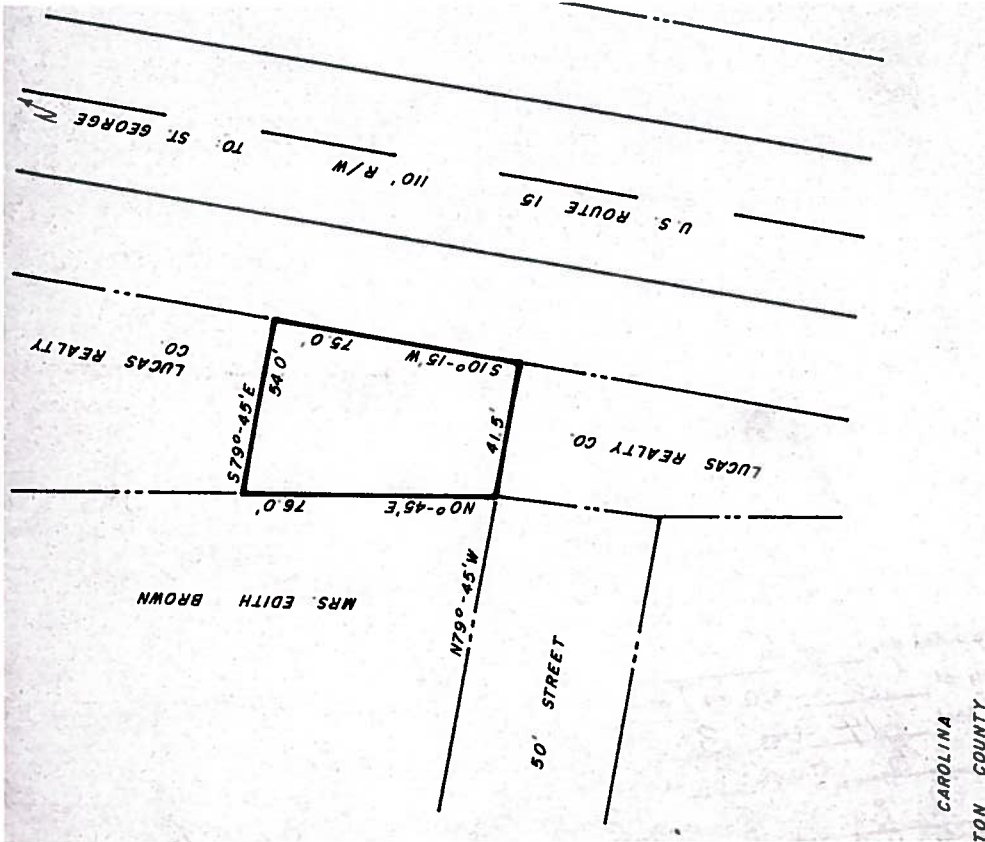 N
TO: ST. GEORGE
110' R/W
U.S. ROUTE 15
LUCAS REALTY
CO.
S79°-45'E
54.0'
75.0'
S10°-15'W
41.5'
LUCAS REALTY CO.
76.0'
N0°-45'E
MRS. EDITH BROWN
N79°-45'W
50' STREET
CAROLINA
TON COUNTY